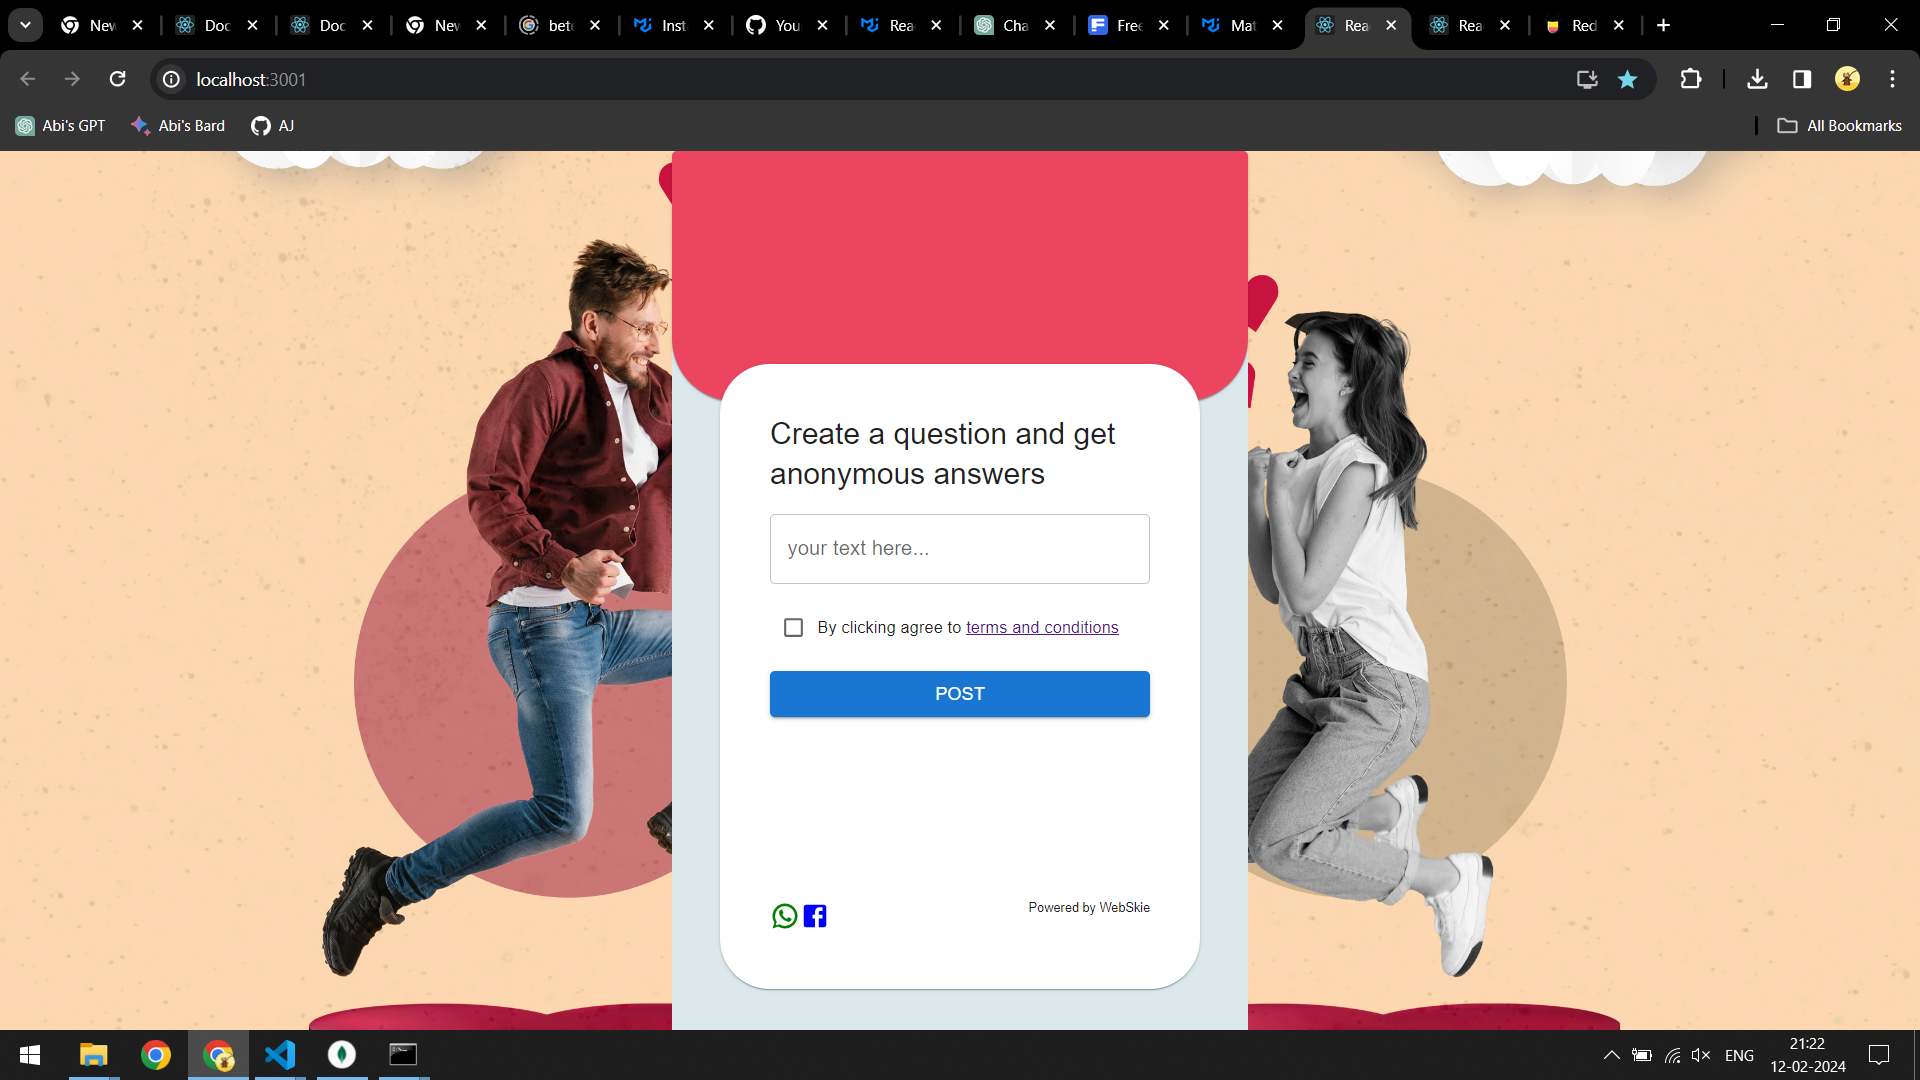 New
Doc
Doc
New
bet
Inst
You
Rea
Cha
Free
Mat
Rea
Rea
Red
localhost:3001
Abi's GPT
Abi's Bard
AJ
All Bookmarks
Create a question and get
anonymous answers
your text here...
By clicking agree to terms and conditions
POST
Powered by WebSkie
ENG
21:22
12-02-2024